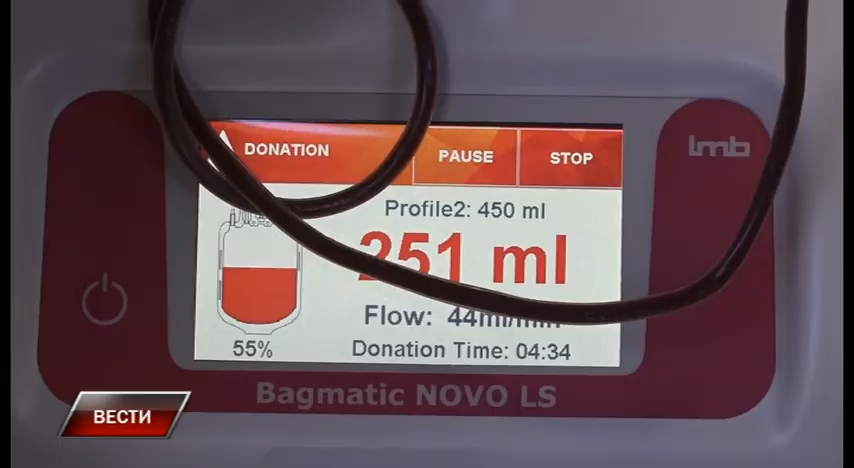 DONATION
PAUSE
STOP
lmb
Profile2: 450 ml
251 ml
Flow: 44ml/min
55%
Donation Time: 04:34
Bagmatic NOVO LS
ВЕСТИ